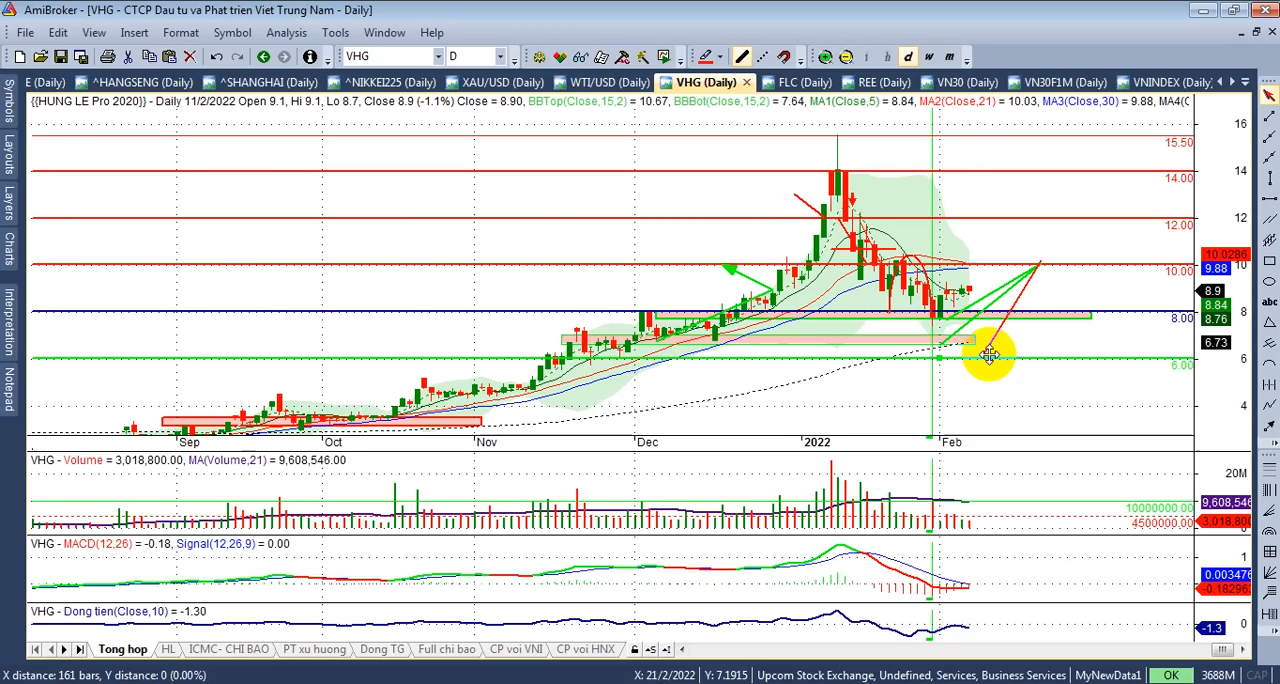 AmiBroker - [VHG - CTCP Dau tu va Phat trien Viet Trung Nam - Daily]
File Edit View Insert Format Symbol Analysis Tools Window Help
VHG D i h d w m
E (Daily) ^HANGSENG (Daily) ^SHANGHAI (Daily) ^NIKKEI225 (Daily) XAU/USD (Daily) WTI/USD (Daily) VHG (Daily) FLC (Daily) REE (Daily) VN30 (Daily) VN30F1M (Daily) VNINDEX (Daily)
{{HUNG LE Pro 2020}} - Daily 11/2/2022 Open 9.1, Hi 9.1, Lo 8.7, Close 8.9 (-1.1%) Close = 8.90, BBTop(Close,15,2) = 10.67, BBBot(Close,15,2) = 7.64, MA1(Close,5) = 8.84, MA2(Close,21) = 10.03, MA3(Close,30) = 9.88, MA4(C
Symbols
Layouts
Layers
Charts
Interpretation
Notepad
abc
16
15.50
14.00
14
12
12.00
10.0286
10
10.00
9.88
8.9
8.84
8
8.76
8.00
6.73
6
6.00
4
Sep Oct Nov Dec 2022 Feb
VHG - Volume = 3,018,800.00, MA(Volume,21) = 9,608,546.00
20M
9,608,546
10000000.00
4500000.00
3,018,80
VHG - MACD(12,26) = -0.18, Signal(12,26,9) = 0.00
1
0.003476
-0.18296
VHG - Dong tien(Close,10) = -1.30
0
-1.3
Tong hop HL ICMC- CHI BAO PT xu huong Dong TG Full chi bao CP voi VNI CP voi HNX
X distance: 161 bars, Y distance: 0 (0.00%) X: 21/2/2022 Y: 7.1915 Upcom Stock Exchange, Undefined, Services, Business Services MyNewData1 OK 3688M CAP